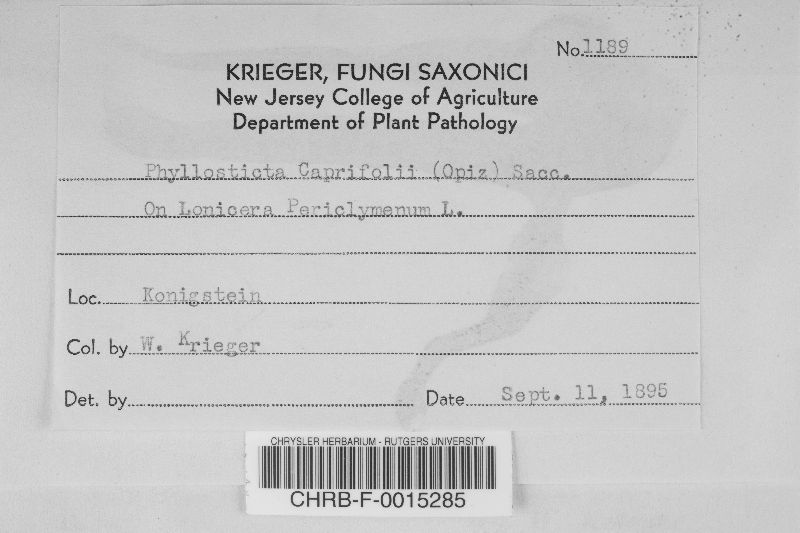 No. 1189
KRIEGER, FUNGI SAXONICI
New Jersey College of Agriculture
Department of Plant Pathology
Phyllosticta Caprifolii (Opiz) Sacc.
On Lonicera Periclymenum L.
Loc. Konigstein
Col. by W. Krieger
Det. by
Date Sept. 11, 1895
CHRYSLER HERBARIUM - RUTGERS UNIVERSITY
CHRB-F-0015285